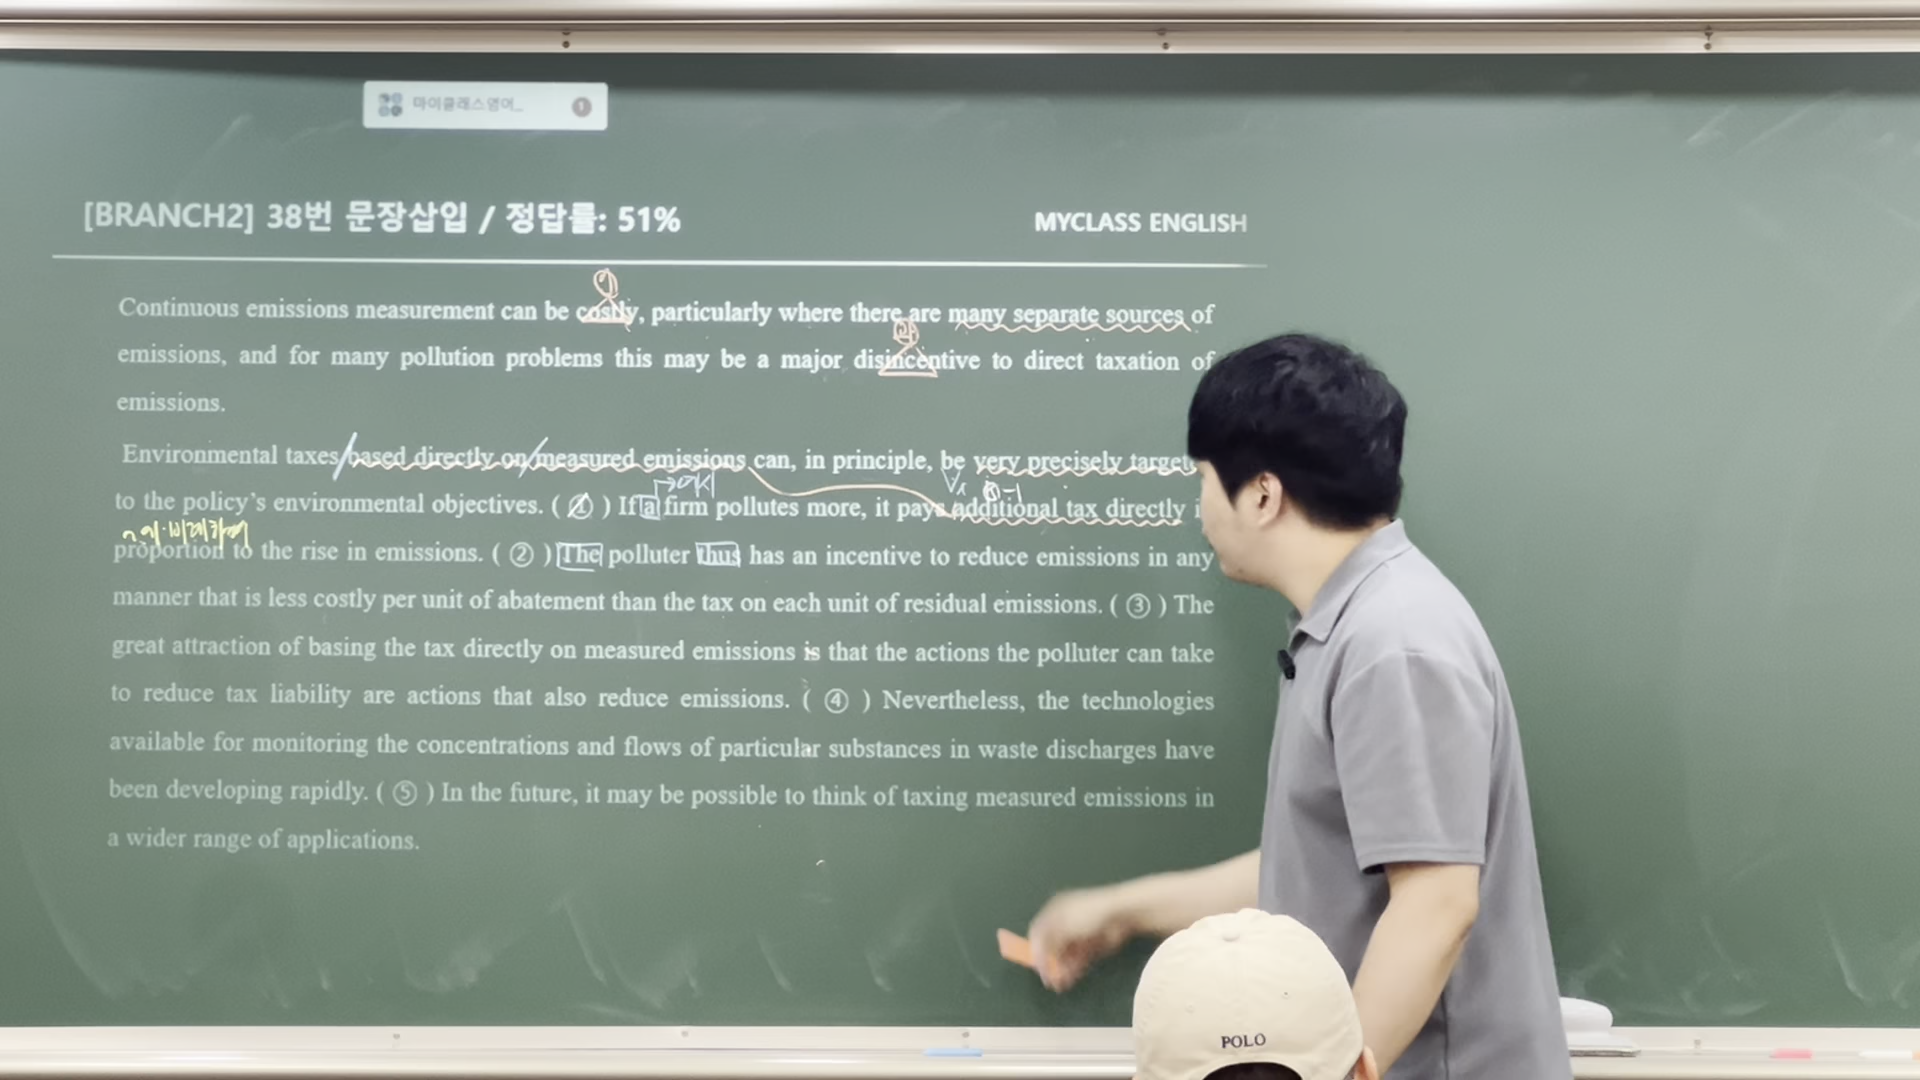 마이클래스영어_ 1
[BRANCH2] 38번 문장삽입 / 정답률: 51%
MYCLASS ENGLISH
①
Continuous emissions measurement can be costly, particularly where there are many separate sources of
emissions, and for many pollution problems this may be a major disincentive to direct taxation of
emissions.
Environmental taxes based directly on measured emissions can, in principle, be very precisely
to the policy's environmental objectives. ( ① ) If a firm pollutes more, it pays additional tax directly
~에 비례하여
proportion to the rise in emissions. ( ② ) The polluter thus has an incentive to reduce emissions in any
manner that is less costly per unit of abatement than the tax on each unit of residual emissions. ( ③ ) The
great attraction of basing the tax directly on measured emissions is that the actions the polluter can take
to reduce tax liability are actions that also reduce emissions. ( ④ ) Nevertheless, the technologies
available for monitoring the concentrations and flows of particular substances in waste discharges have
been developing rapidly. ( ⑤ ) In the future, it may be possible to think of taxing measured emissions in
a wider range of applications.
POLO